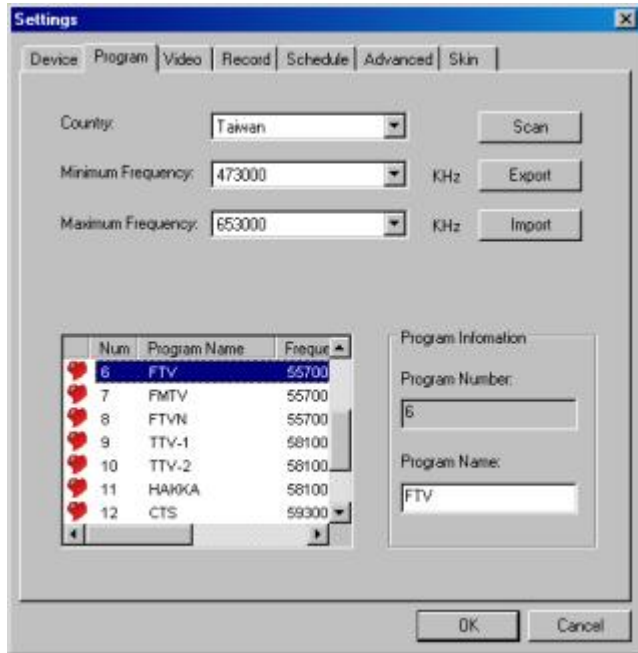 Settings
Device Program Video Record Schedule Advanced Skin
Country: Taiwan Scan
Minimum Frequency: 473000 KHz Export
Maximum Frequency: 653000 KHz Import
Num Program Name Freque
6 FTV 55700
7 FMTV 55700
8 FTVN 55700
9 TTV-1 58100
10 TTV-2 58100
11 HAKKA 58100
12 CTS 59300
Program Infomation
Program Number:
6
Program Name:
FTV
OK Cancel